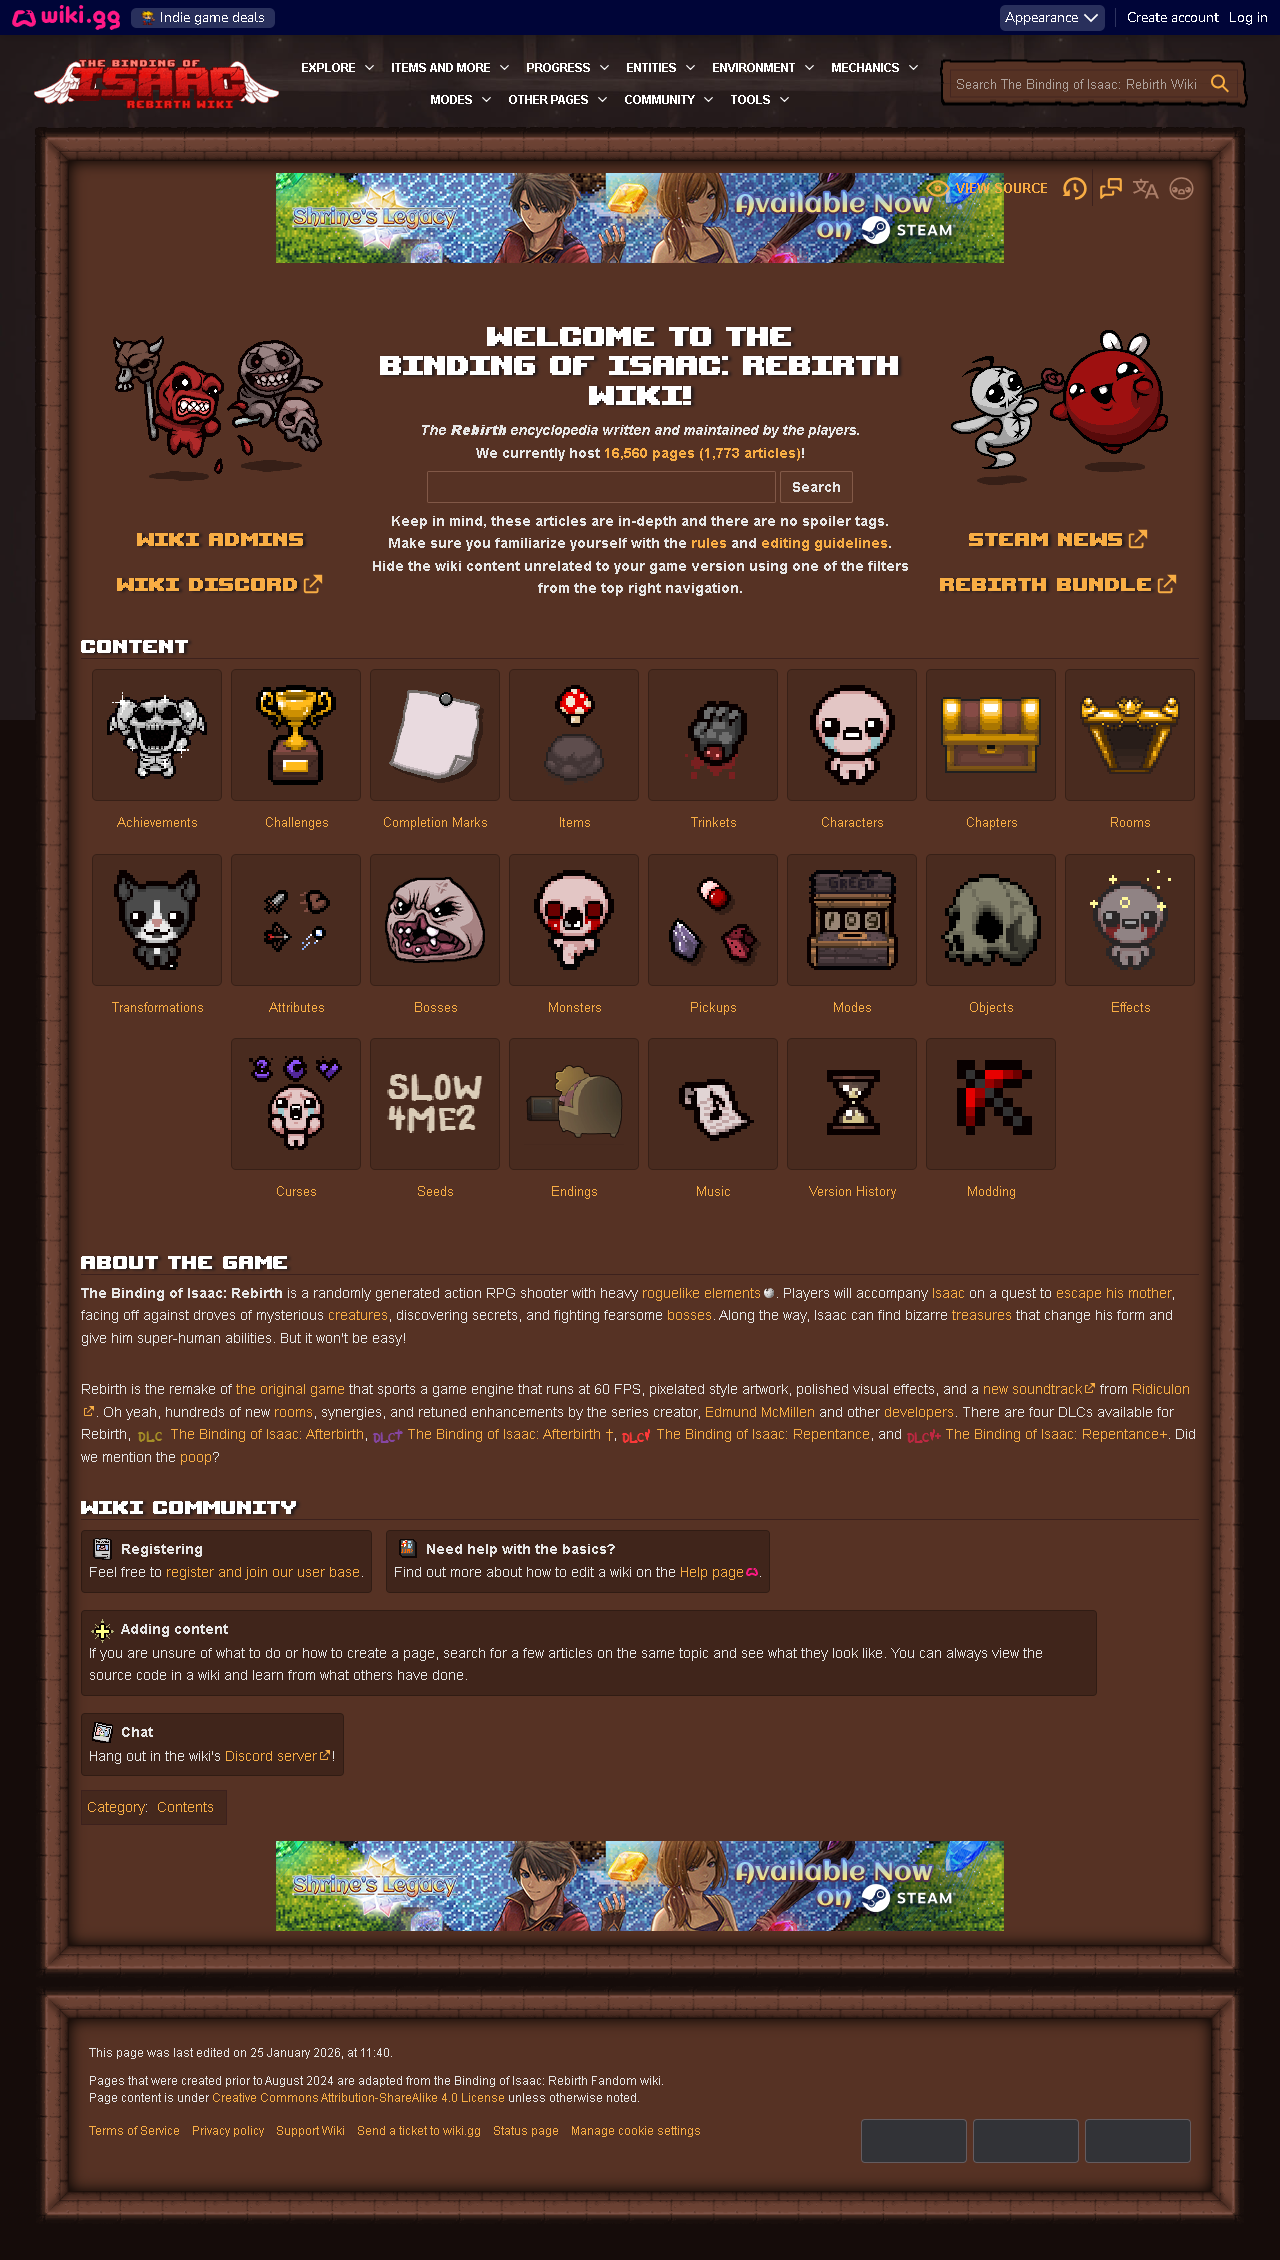 wiki.gg
Indie game deals
Appearance
Create account
Log in
THE BINDING OF
ISAAC
REBIRTH WIKI
EXPLORE
ITEMS AND MORE
PROGRESS
ENTITIES
ENVIRONMENT
MECHANICS
MODES
OTHER PAGES
COMMUNITY
TOOLS
Search The Binding of Isaac: Rebirth Wiki
Shrine's Legacy
Available Now
on STEAM
VIEW SOURCE
WELCOME TO THE
BINDING OF ISAAC: REBIRTH
WIKI!
The Rebirth encyclopedia written and maintained by the players.
We currently host 16,560 pages (1,773 articles)!
Search
Keep in mind, these articles are in-depth and there are no spoiler tags.
Make sure you familiarize yourself with the rules and editing guidelines.
Hide the wiki content unrelated to your game version using one of the filters
from the top right navigation.
WIKI ADMINS
WIKI DISCORD
STEAM NEWS
REBIRTH BUNDLE
CONTENT
Achievements
Challenges
Completion Marks
Items
Trinkets
Characters
Chapters
Rooms
GREED
109
Transformations
Attributes
Bosses
Monsters
Pickups
Modes
Objects
Effects
SLOW
4ME2
Curses
Seeds
Endings
Music
Version History
Modding
ABOUT THE GAME
The Binding of Isaac: Rebirth is a randomly generated action RPG shooter with heavy roguelike elements. Players will accompany Isaac on a quest to escape his mother,
facing off against droves of mysterious creatures, discovering secrets, and fighting fearsome bosses. Along the way, Isaac can find bizarre treasures that change his form and
give him super-human abilities. But it won't be easy!
Rebirth is the remake of the original game that sports a game engine that runs at 60 FPS, pixelated style artwork, polished visual effects, and a new soundtrack from Ridiculon
. Oh yeah, hundreds of new rooms, synergies, and retuned enhancements by the series creator, Edmund McMillen and other developers. There are four DLCs available for
Rebirth, DLC The Binding of Isaac: Afterbirth, DLC† The Binding of Isaac: Afterbirth †, DLC The Binding of Isaac: Repentance, and DLC+ The Binding of Isaac: Repentance+. Did
we mention the poop?
WIKI COMMUNITY
Registering
Feel free to register and join our user base.
Need help with the basics?
Find out more about how to edit a wiki on the Help page.
Adding content
If you are unsure of what to do or how to create a page, search for a few articles on the same topic and see what they look like. You can always view the
source code in a wiki and learn from what others have done.
Chat
Hang out in the wiki's Discord server!
Category: Contents
Shrine's Legacy
Available Now
on STEAM
This page was last edited on 25 January 2026, at 11:40.
Pages that were created prior to August 2024 are adapted from the Binding of Isaac: Rebirth Fandom wiki.
Page content is under Creative Commons Attribution-ShareAlike 4.0 License unless otherwise noted.
Terms of Service
Privacy policy
Support Wiki
Send a ticket to wiki.gg
Status page
Manage cookie settings